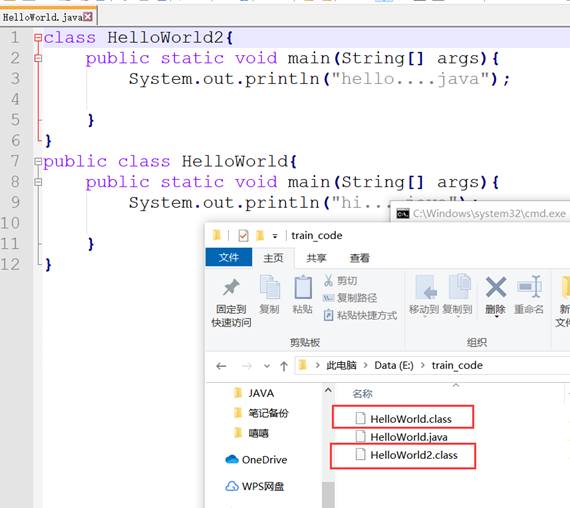 HelloWorld.java
1 class HelloWorld2{
2 public static void main(String[] args){
3 System.out.println("hello....java");
4
5 }
6 }
7 public class HelloWorld{
8 public static void main(String[] args){
9 System.out.println("hi....java");
10
11 }
12 }
C:\Windows\system32\cmd.exe
train_code
文件 主页 共享 查看
固定到快速访问
复制
粘贴
剪切
复制路径
粘贴快捷方式
移动到 复制到 删除 重命名
剪贴板 组织
此电脑 > Data (E:) > train_code
JAVA
笔记备份
嘻嘻
OneDrive
WPS网盘
名称
HelloWorld.class
HelloWorld.java
HelloWorld2.class